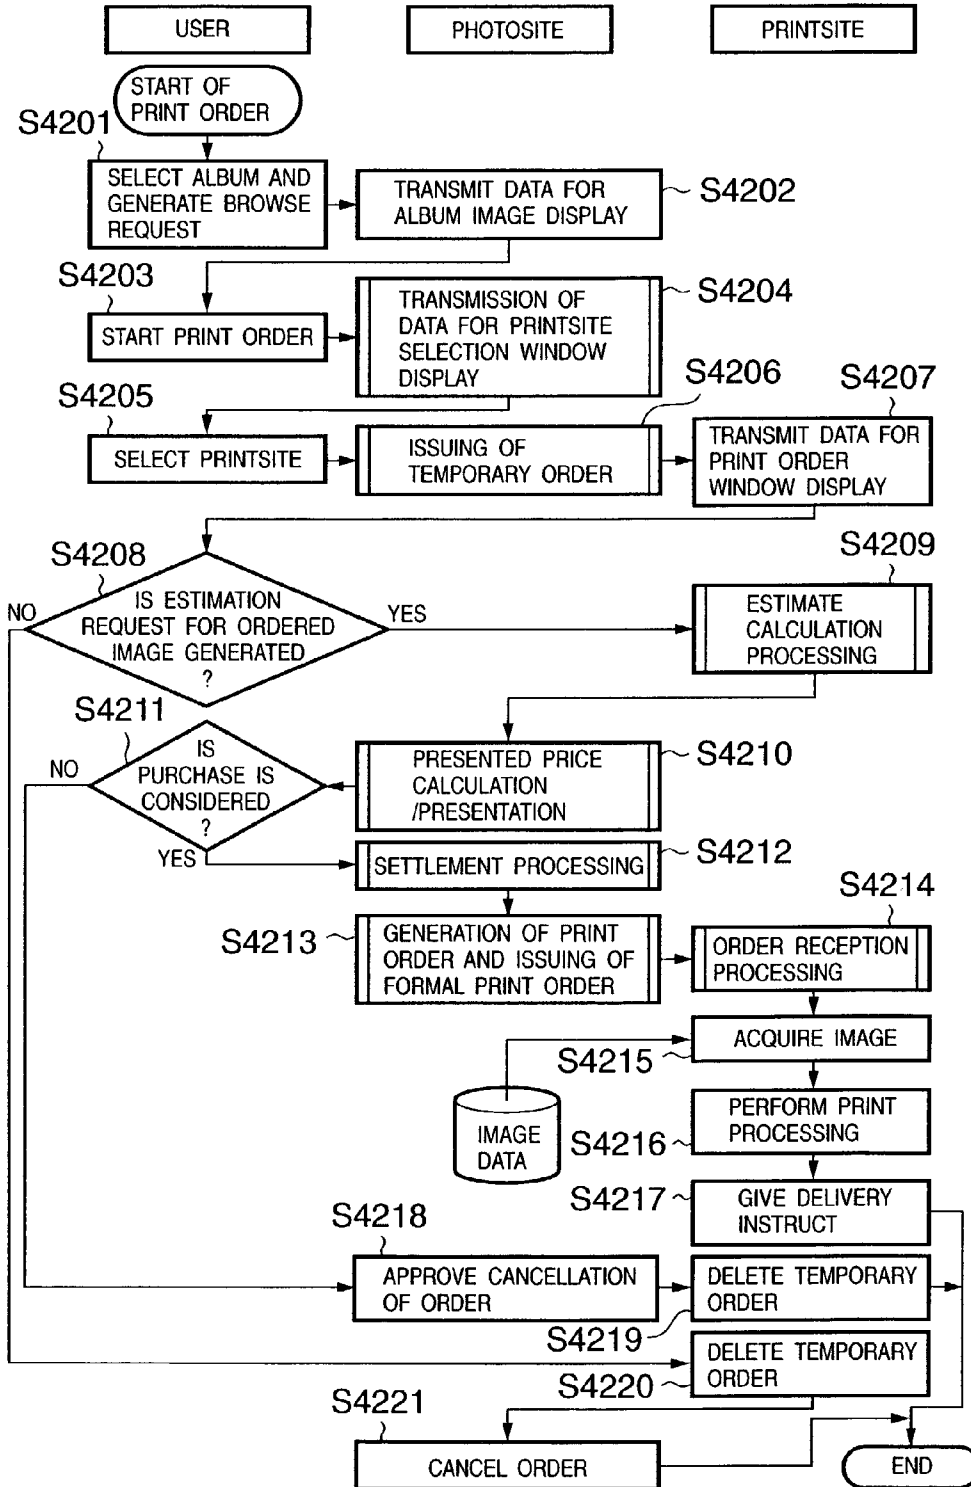 USER
PHOTOSITE
PRINTSITE
START OF
PRINT ORDER
S4201
SELECT ALBUM AND
GENERATE BROWSE
REQUEST
TRANSMIT DATA FOR
ALBUM IMAGE DISPLAY
S4202
S4203
START PRINT ORDER
TRANSMISSION OF
DATA FOR PRINTSITE
SELECTION WINDOW
DISPLAY
S4204
S4205
SELECT PRINTSITE
S4206
ISSUING OF
TEMPORARY ORDER
S4207
TRANSMIT DATA FOR
PRINT ORDER
WINDOW DISPLAY
S4208
NO
IS ESTIMATION
REQUEST FOR ORDERED
IMAGE GENERATED
?
YES
S4209
ESTIMATE
CALCULATION
PROCESSING
S4211
NO
IS
PURCHASE IS
CONSIDERED
?
YES
PRESENTED PRICE
CALCULATION
/PRESENTATION
S4210
SETTLEMENT PROCESSING
S4212
S4213
GENERATION OF PRINT
ORDER AND ISSUING OF
FORMAL PRINT ORDER
S4214
ORDER RECEPTION
PROCESSING
ACQUIRE IMAGE
S4215
IMAGE
DATA
PERFORM PRINT
PROCESSING
S4216
S4217
GIVE DELIVERY
INSTRUCT
S4218
APPROVE CANCELLATION
OF ORDER
DELETE TEMPORARY
ORDER
S4219
DELETE TEMPORARY
ORDER
S4220
S4221
CANCEL ORDER
END